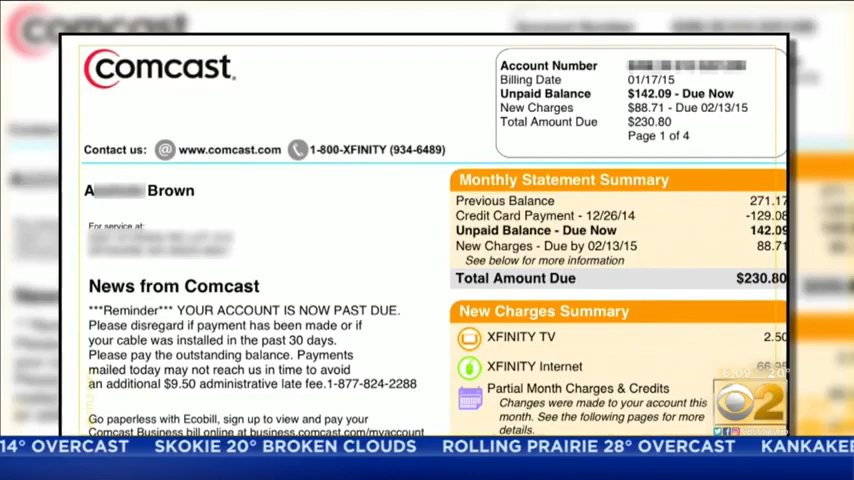 comcast.
Account Number
Billing Date 01/17/15
Unpaid Balance $142.09 - Due Now
New Charges $88.71 - Due 02/13/15
Total Amount Due $230.80
Page 1 of 4
Contact us: @ www.comcast.com 1-800-XFINITY (934-6489)
A Brown
For service at:
News from Comcast
***Reminder*** YOUR ACCOUNT IS NOW PAST DUE.
Please disregard if payment has been made or if
your cable was installed in the past 30 days.
Please pay the outstanding balance. Payments
mailed today may not reach us in time to avoid
an additional $9.50 administrative late fee.1-877-824-2288
Go paperless with Ecobill, sign up to view and pay your
Comcast Business bill online at business.comcast.com/myaccount
Monthly Statement Summary
Previous Balance 271.17
Credit Card Payment - 12/26/14 -129.08
Unpaid Balance - Due Now 142.09
New Charges - Due by 02/13/15 88.71
See below for more information
Total Amount Due $230.80
New Charges Summary
XFINITY TV 2.50
XFINITY Internet
Partial Month Charges & Credits
Changes were made to your account this
month. See the following pages for more
details.
6:09 20°
2
14° OVERCAST SKOKIE 20° BROKEN CLOUDS ROLLING PRAIRIE 28° OVERCAST KANKAKEE